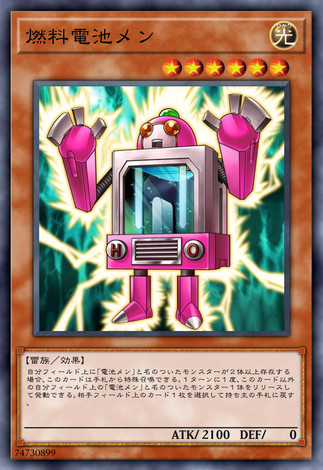 燃料電池メン
光
【雷族／効果】
自分フィールド上に「電池メン」と名のついたモンスターが２体以上存在する
場合、このカードは手札から特殊召喚できる。１ターンに１度、このカード以外
の自分フィールド上の「電池メン」と名のついたモンスター１体をリリースし
て発動できる。相手フィールド上のカード１枚を選択して持ち主の手札に戻
す。
H O
ATK/ 2100 DEF/ 0
74730899